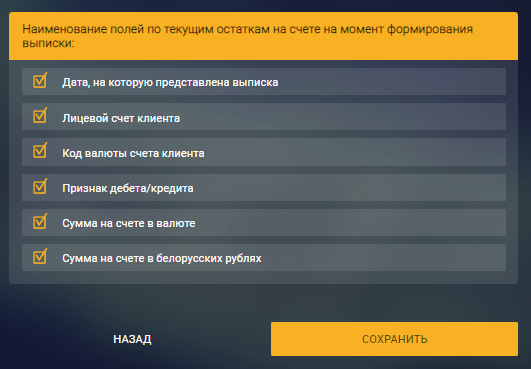 Наименование полей по текущим остаткам на счете на момент формирования
выписки:
Дата, на которую представлена выписка
Лицевой счет клиента
Код валюты счета клиента
Признак дебета/кредита
Сумма на счете в валюте
Сумма на счете в белорусских рублях
НАЗАД
СОХРАНИТЬ